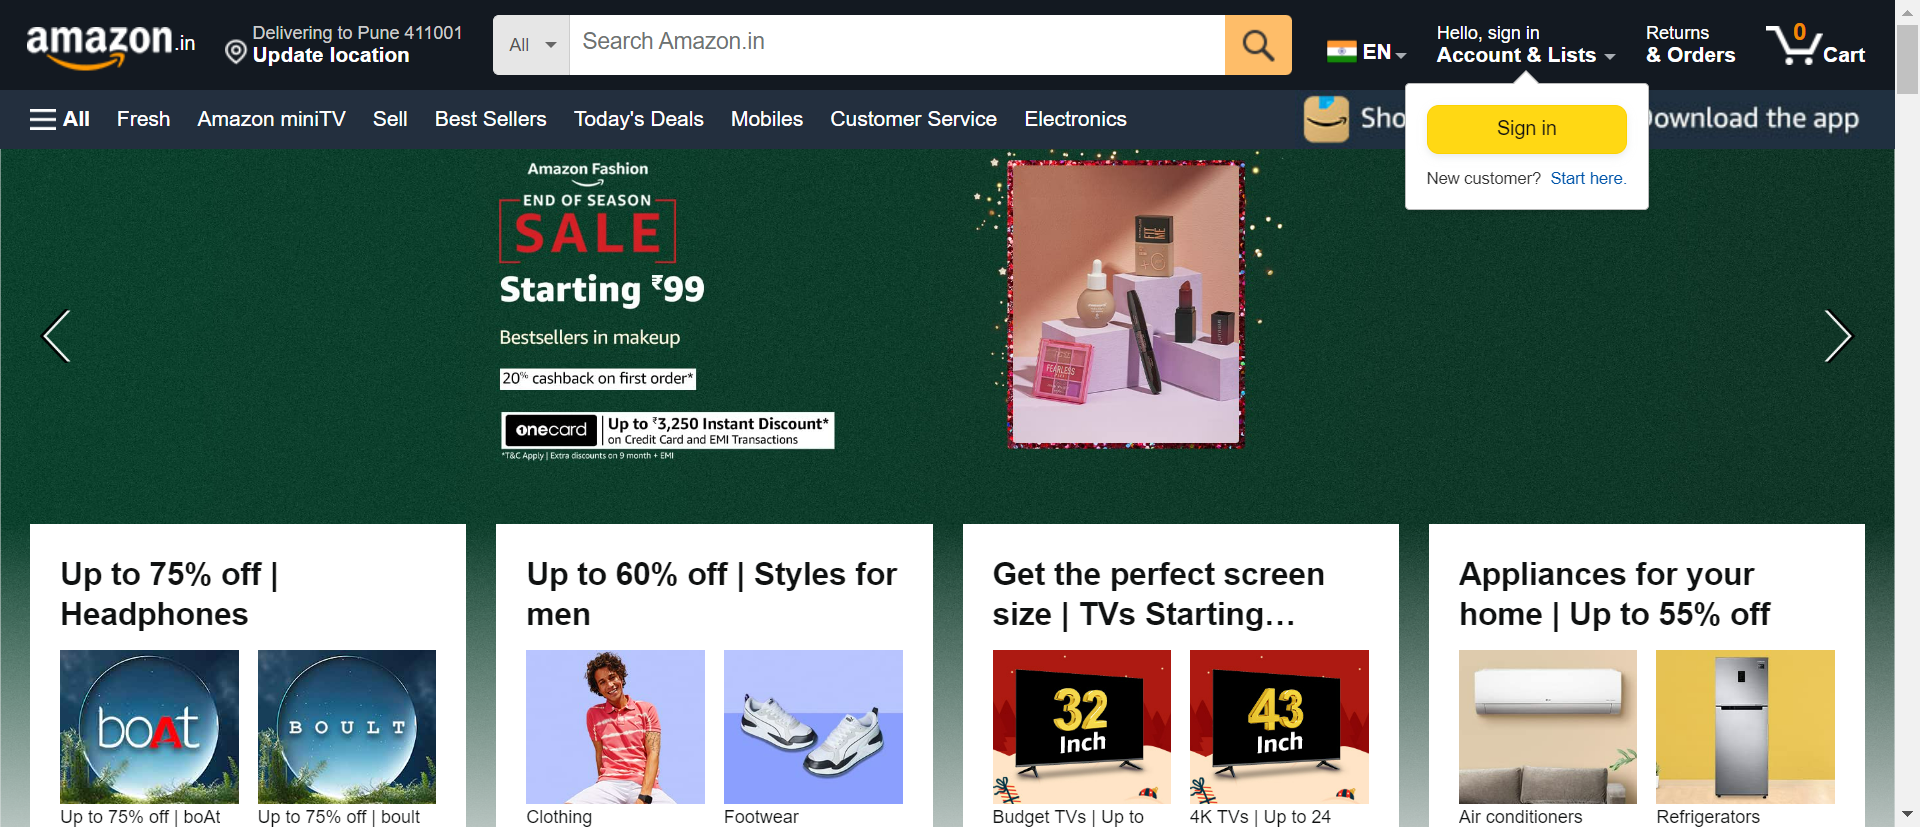 amazon.in
Delivering to Pune 411001
Update location
All
Search Amazon.in
EN
Hello, sign in
Account & Lists
Returns
& Orders
0
Cart
All
Fresh
Amazon miniTV
Sell
Best Sellers
Today's Deals
Mobiles
Customer Service
Electronics
Sho
ownload the app
Sign in
New customer? Start here.
Amazon Fashion
END OF SEASON
SALE
Starting ₹99
Bestsellers in makeup
20% cashback on first order*
onecard
Up to ₹3,250 Instant Discount*
on Credit Card and EMI Transactions
*T&C Apply | Extra discounts on 9 month + EMI
FIT
ME
FEARLESS
Up to 75% off |
Headphones
boAt
BOULT
Up to 75% off | boAt
Up to 75% off | boult
Up to 60% off | Styles for
men
Clothing
Footwear
Get the perfect screen
size | TVs Starting…
32
Inch
43
Inch
Budget TVs | Up to
4K TVs | Up to 24
Appliances for your
home | Up to 55% off
Air conditioners
Refrigerators